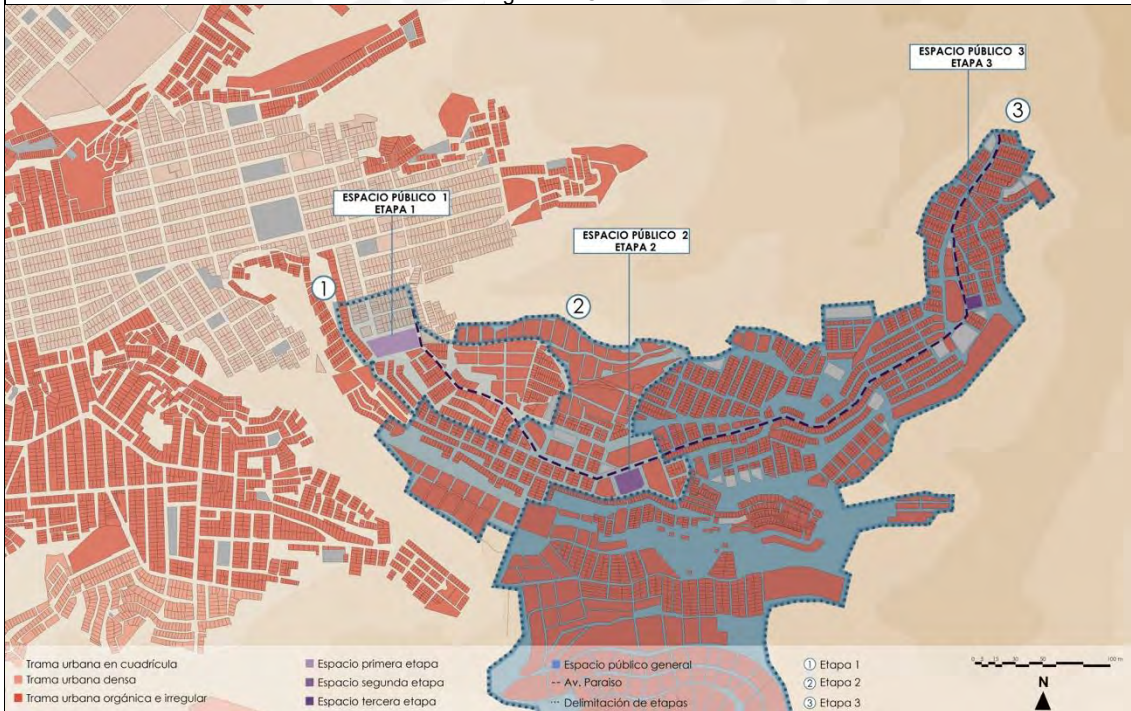 ESPACIO PÚBLICO 3
ETAPA 3
3
ESPACIO PÚBLICO 1
ETAPA 1
ESPACIO PÚBLICO 2
ETAPA 2
1
2
Trama urbana en cuadrícula
Trama urbana densa
Trama urbana orgánica e irregular
Espacio primera etapa
Espacio segunda etapa
Espacio tercera etapa
Espacio público general
Av. Paraiso
Delimitación de etapas
1 Etapa 1
2 Etapa 2
3 Etapa 3
100 m
N